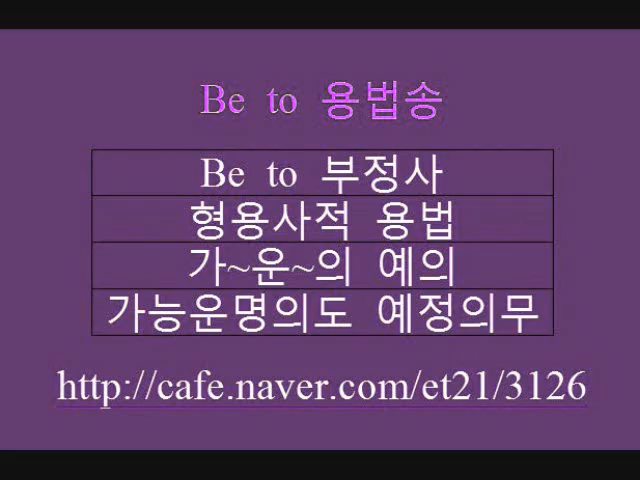 Be to 용법송
Be to 부정사
형용사적 용법
가~운~의 예의
가능운명의도 예정의무
http://cafe.naver.com/et21/3126